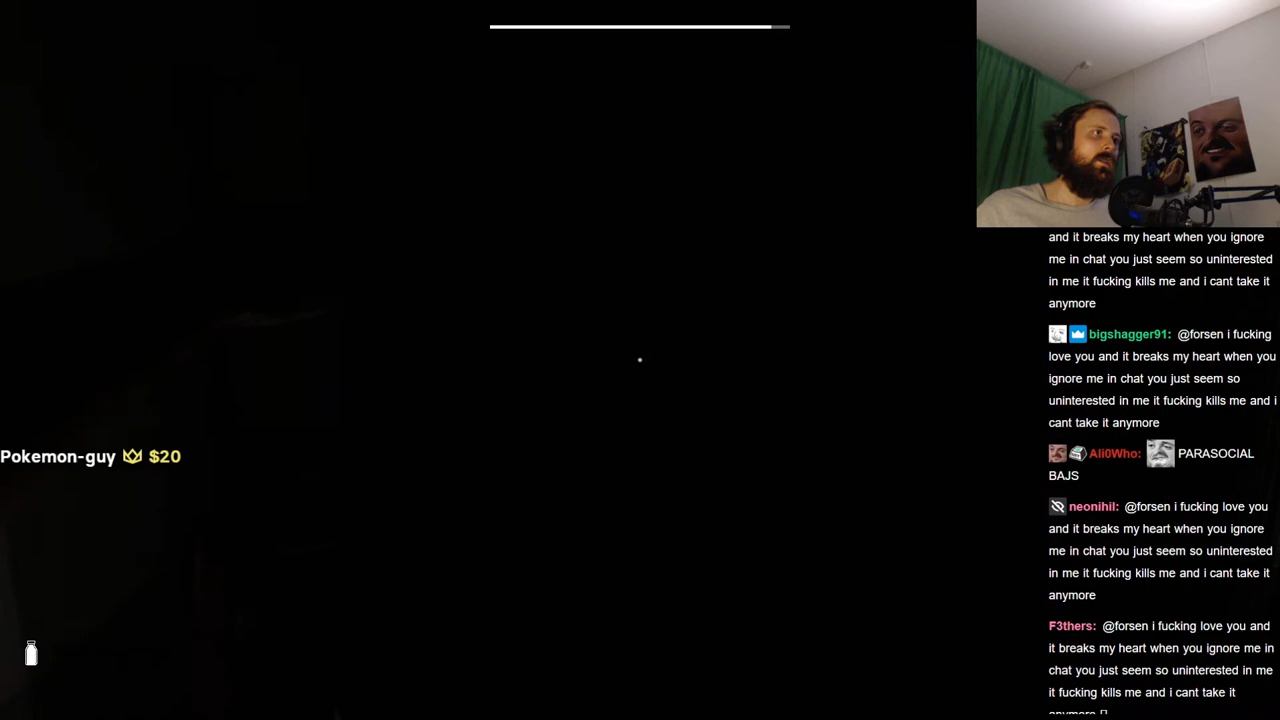 and it breaks my heart when you ignore
me in chat you just seem so uninterested
in me it fucking kills me and i cant take it
anymore
bigshagger91: @forsen i fucking
love you and it breaks my heart when you
ignore me in chat you just seem so
uninterested in me it fucking kills me and i
cant take it anymore
Pokemon-guy $20
Ali0Who: PARASOCIAL
BAJS
neonihil: @forsen i fucking love you
and it breaks my heart when you ignore
me in chat you just seem so uninterested
in me it fucking kills me and i cant take it
anymore
F3thers: @forsen i fucking love you and
it breaks my heart when you ignore me in
chat you just seem so uninterested in me
it fucking kills me and i cant take it
anymore